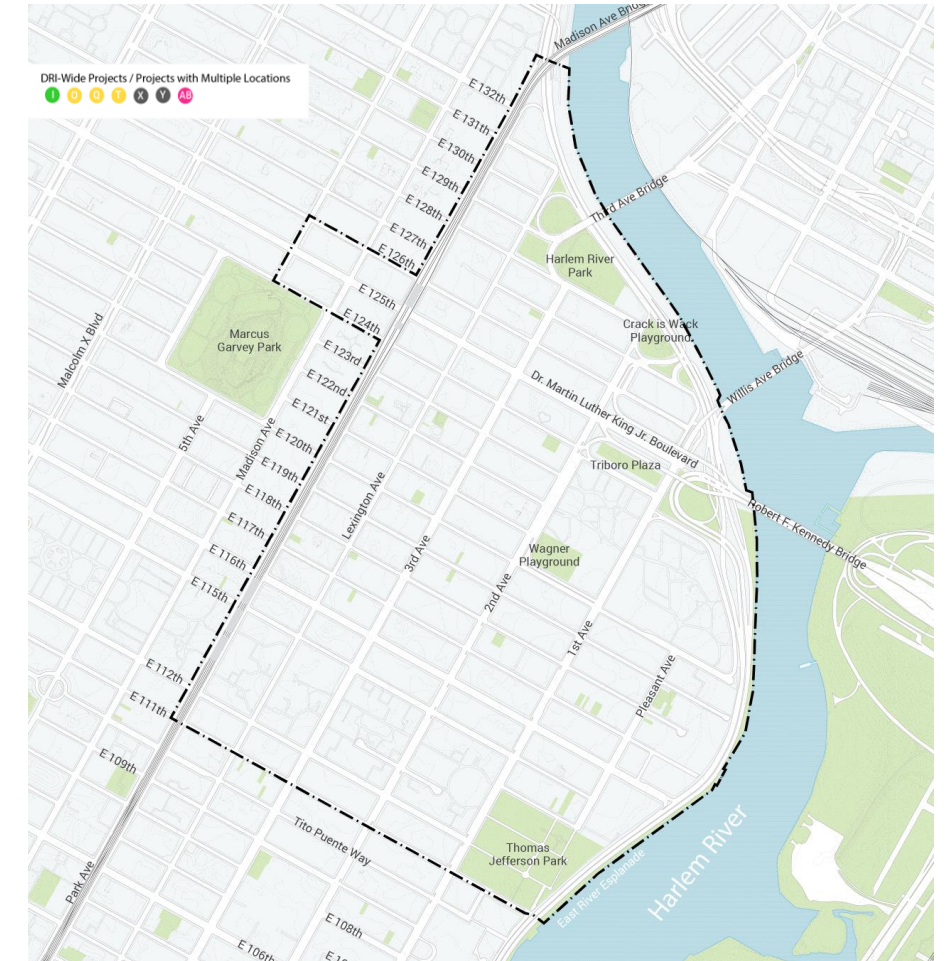 Madison Ave Bridge
DRI-Wide Projects / Projects with Multiple Locations
I O Q T X Y AB
E 132th
E 131th
E 130th
E 129th
E 128th
E 127th
E 126th
E 125th
E 124th
E 123rd
E 122nd
E 121st
E 120th
E 119th
E 118th
E 117th
E 116th
E 115th
E 112th
E 111th
E 109th
Third Ave Bridge
Harlem River
Park
Crack is Wack
Playground
Willis Ave Bridge
Marcus
Garvey Park
Malcolm X Blvd
5th Ave
Madison Ave
Dr. Martin Luther King Jr. Boulevard
Triboro Plaza
Robert F. Kennedy Bridge
Lexington Ave
3rd Ave
2nd Ave
Wagner
Playground
1st Ave
Pleasant Ave
Tito Puente Way
Thomas
Jefferson Park
East River Esplanade
Harlem River
Park Ave
E 108th
E 106th